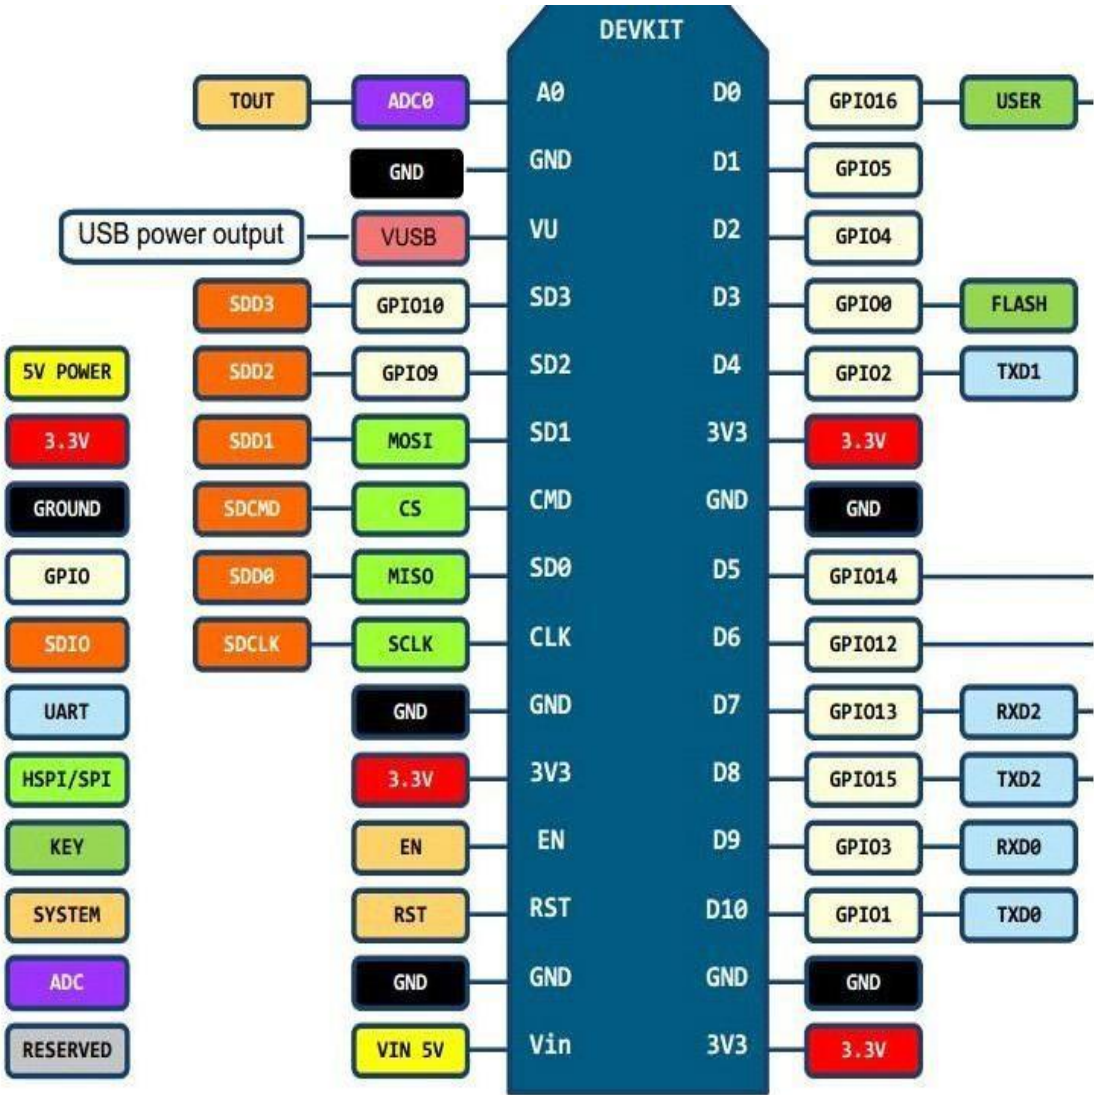 DEVKIT
TOUT ADC0 A0 D0 GPIO16 USER
GND GND D1 GPIO5
USB power output VUSB VU D2 GPIO4
SDD3 GPIO10 SD3 D3 GPIO0 FLASH
5V POWER SDD2 GPIO9 SD2 D4 GPIO2 TXD1
3.3V SDD1 MOSI SD1 3V3 3.3V
GROUND SDCMD CS CMD GND GND
GPIO SDD0 MISO SD0 D5 GPIO14
SDIO SDCLK SCLK CLK D6 GPIO12
UART GND GND D7 GPIO13 RXD2
HSPI/SPI 3.3V 3V3 D8 GPIO15 TXD2
KEY EN EN D9 GPIO3 RXD0
SYSTEM RST RST D10 GPIO1 TXD0
ADC GND GND GND GND
RESERVED VIN 5V Vin 3V3 3.3V